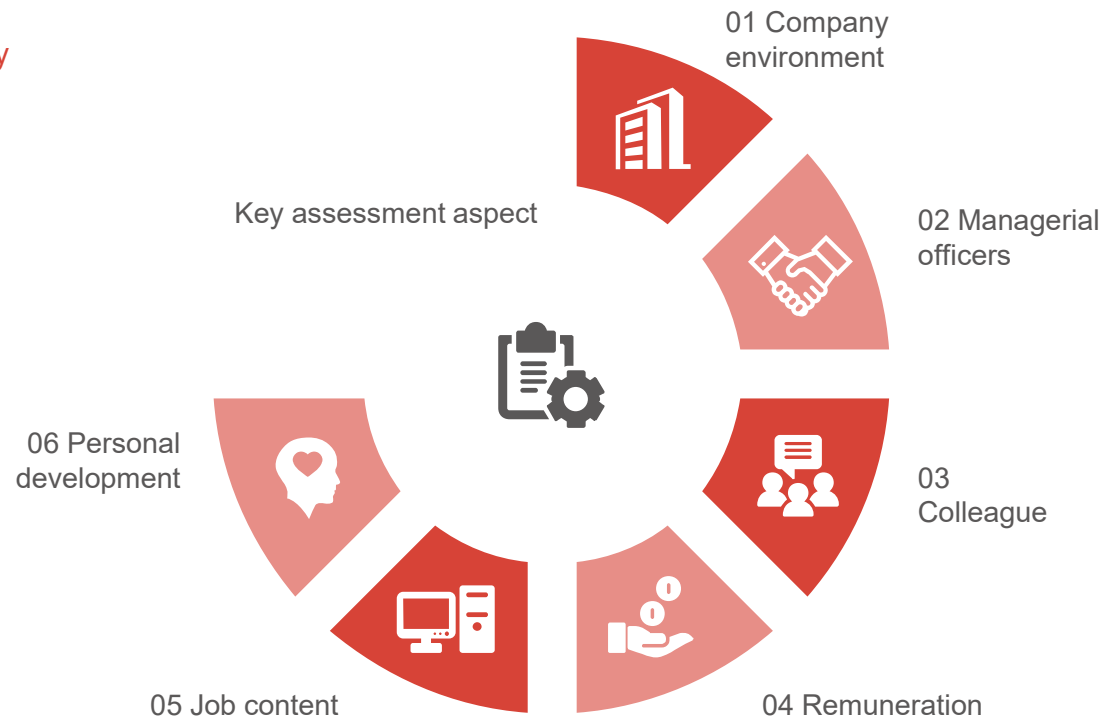 01 Company
environment
Key assessment aspect
02 Managerial
officers
03
Colleague
04 Remuneration
05 Job content
06 Personal
development